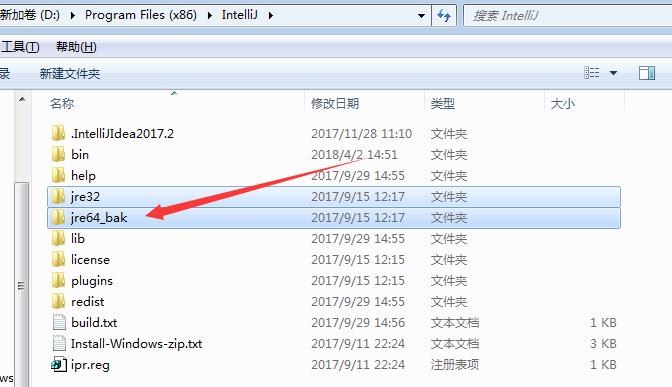 新加卷 (D:) ▸ Program Files (x86) ▸ IntelliJ ▸ 搜索 IntelliJ
工具(T) 帮助(H)
录 新建文件夹
名称 修改日期 类型 大小
.IntelliJIdea2017.2 2017/11/28 11:10 文件夹
bin 2018/4/2 14:51 文件夹
help 2017/9/29 14:55 文件夹
jre32 2017/9/15 12:17 文件夹
jre64_bak 2017/9/15 12:17 文件夹
lib 2017/9/29 14:55 文件夹
license 2017/9/15 12:15 文件夹
plugins 2017/9/15 12:15 文件夹
redist 2017/9/29 14:55 文件夹
build.txt 2017/9/29 14:56 文本文档 1 KB
Install-Windows-zip.txt 2017/9/11 22:24 文本文档 3 KB
ipr.reg 2017/9/11 22:24 注册表项 1 KB
ws